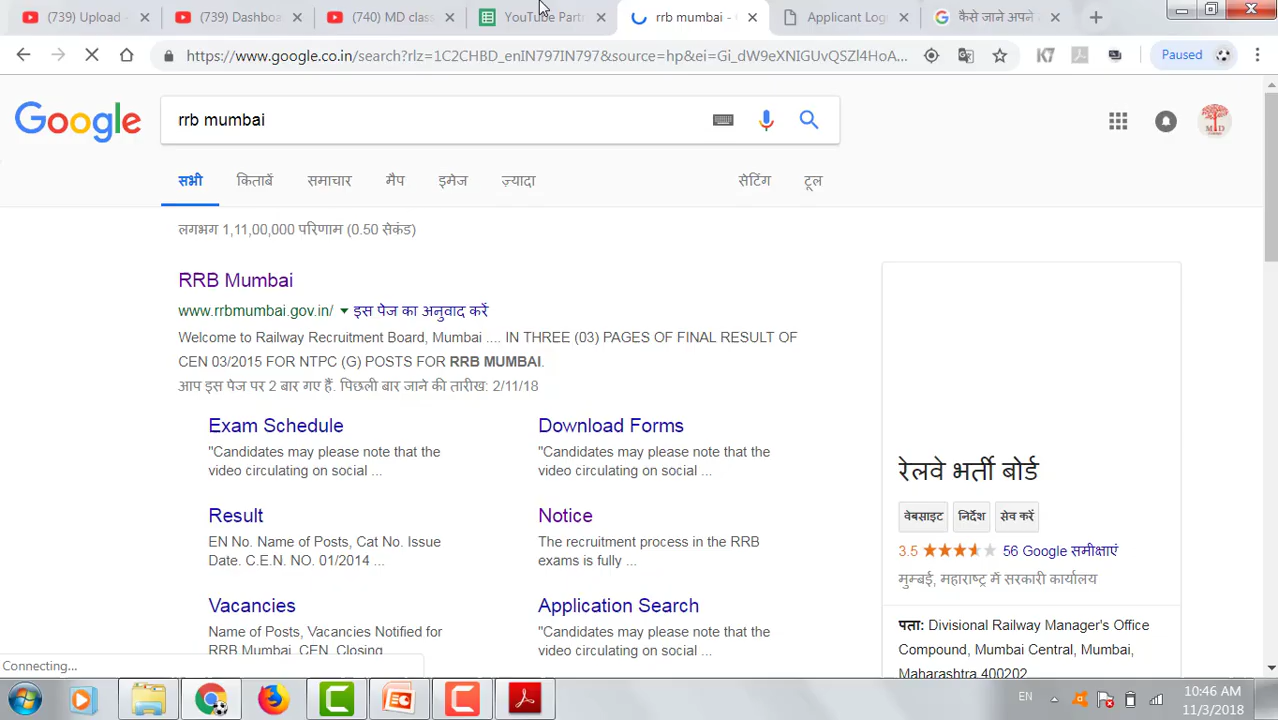 (739) Upload
(739) Dashboa
(740) MD clas
YouTube Partn
rrb mumbai -
Applicant Log
कैसे जाने अपने
https://www.google.co.in/search?rlz=1C2CHBD_enIN797IN797&source=hp&ei=Gi_dW9eXNIGUvQSZl4HoA...
K7
Paused
Google
rrb mumbai
MD
सभी किताबें समाचार मैप इमेज ज़्यादा सेटिंग टूल
लगभग 1,11,00,000 परिणाम (0.50 सेकंड)
RRB Mumbai
www.rrbmumbai.gov.in/ इस पेज का अनुवाद करें
Welcome to Railway Recruitment Board, Mumbai .... IN THREE (03) PAGES OF FINAL RESULT OF
CEN 03/2015 FOR NTPC (G) POSTS FOR RRB MUMBAI.
आप इस पेज पर 2 बार गए हैं. पिछली बार जाने की तारीख: 2/11/18
Exam Schedule
"Candidates may please note that the
video circulating on social ...
Download Forms
"Candidates may please note that the
video circulating on social ...
Result
EN No. Name of Posts, Cat No. Issue
Date. C.E.N. NO. 01/2014 ...
Notice
The recruitment process in the RRB
exams is fully ...
Vacancies
Name of Posts, Vacancies Notified for
RRB Mumbai, CEN, Closing
Application Search
"Candidates may please note that the
video circulating on social ...
रेलवे भर्ती बोर्ड
वेबसाइट निर्देश सेव करें
3.5 56 Google समीक्षाएं
मुम्बई, महाराष्ट्र में सरकारी कार्यालय
पता: Divisional Railway Manager's Office
Compound, Mumbai Central, Mumbai,
Maharashtra 400202
Connecting...
EN
10:46 AM
11/3/2018